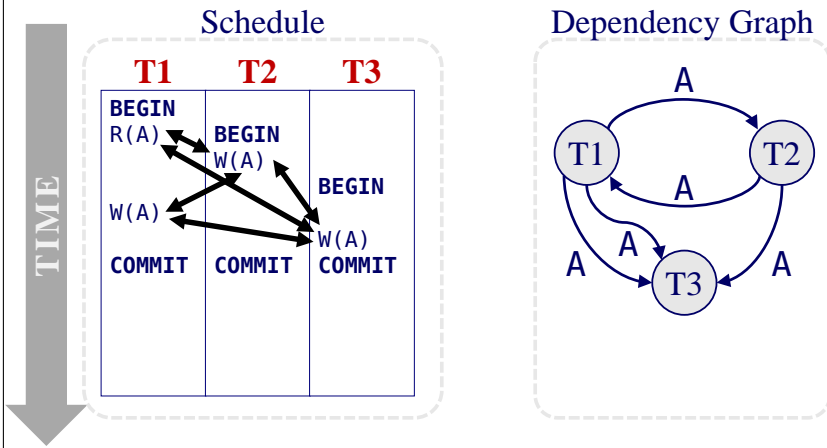 Schedule
Dependency Graph
TIME
T1 T2 T3
BEGIN
R(A) BEGIN
W(A)
BEGIN
W(A)
W(A)
COMMIT COMMIT COMMIT
A
T1 T2
A
A
A A
T3